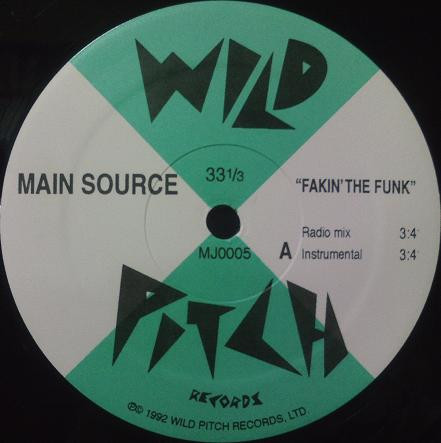 WILD
MAIN SOURCE
33 1/3
"FAKIN' THE FUNK"
MJ0005
A
Radio mix 3:4
Instrumental 3:4
PiTCH
RECORDS
℗© 1992 WILD PITCH RECORDS, LTD.